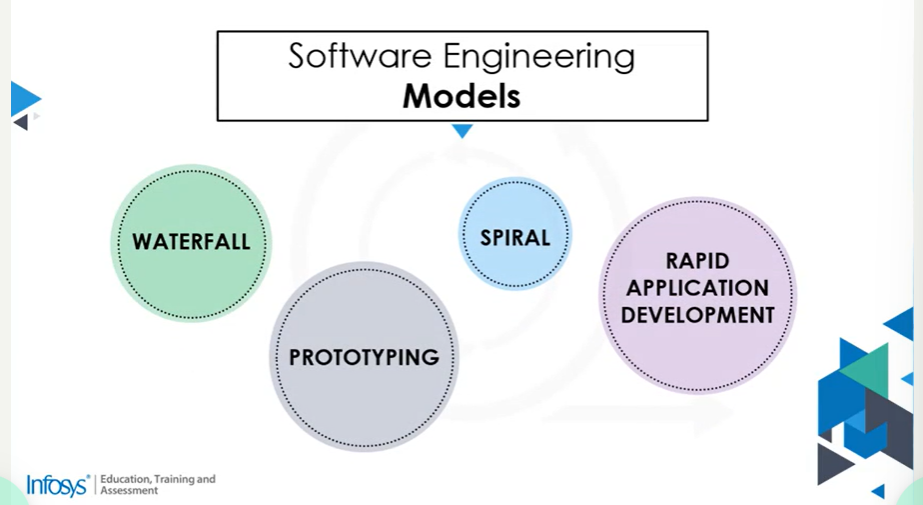 Software Engineering
Models
WATERFALL
SPIRAL
RAPID
APPLICATION
DEVELOPMENT
PROTOTYPING
Infosys®
Education, Training and
Assessment